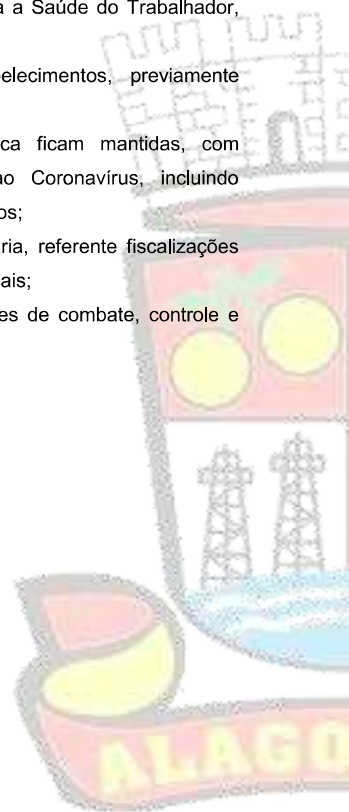 a a Saúde do Trabalhador,
elecimentos, previamente
ca ficam mantidas, com
ao Coronavírus, incluindo
os;
ria, referente fiscalizações
ais;
es de combate, controle e
ALAGO